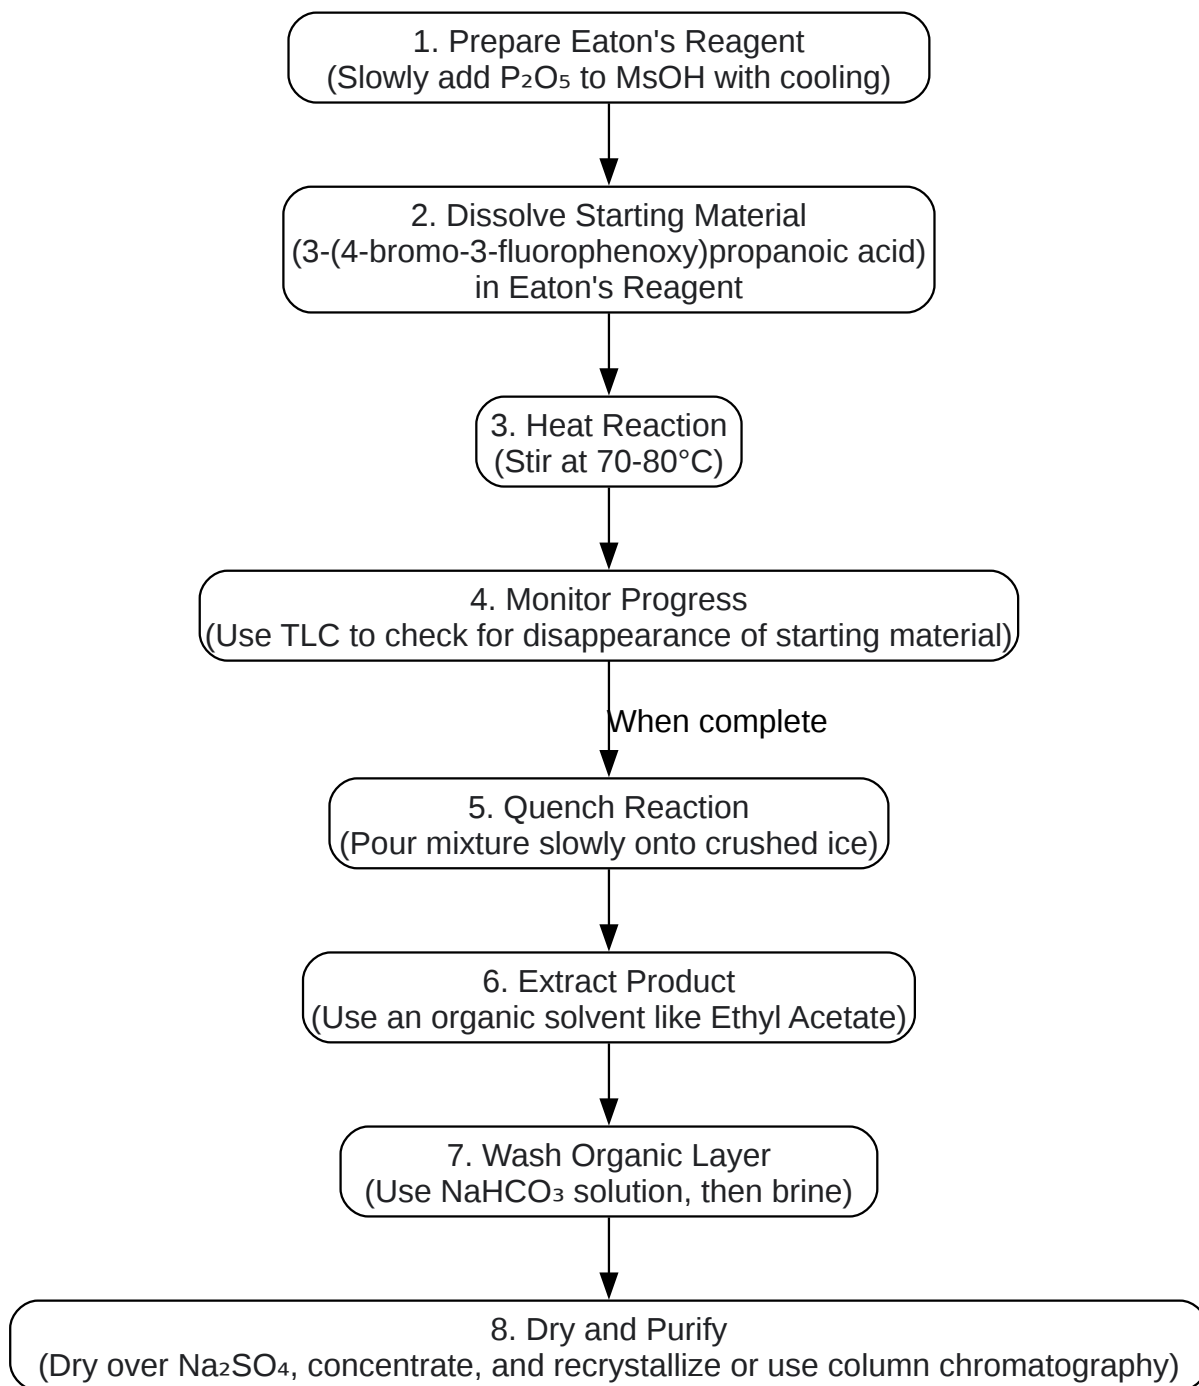 1. Prepare Eaton's Reagent
(Slowly add P₂O₅ to MsOH with cooling)
2. Dissolve Starting Material
(3-(4-bromo-3-fluorophenoxy)propanoic acid)
in Eaton's Reagent
3. Heat Reaction
(Stir at 70-80°C)
4. Monitor Progress
(Use TLC to check for disappearance of starting material)
When complete
5. Quench Reaction
(Pour mixture slowly onto crushed ice)
6. Extract Product
(Use an organic solvent like Ethyl Acetate)
7. Wash Organic Layer
(Use NaHCO₃ solution, then brine)
8. Dry and Purify
(Dry over Na₂SO₄, concentrate, and recrystallize or use column chromatography)